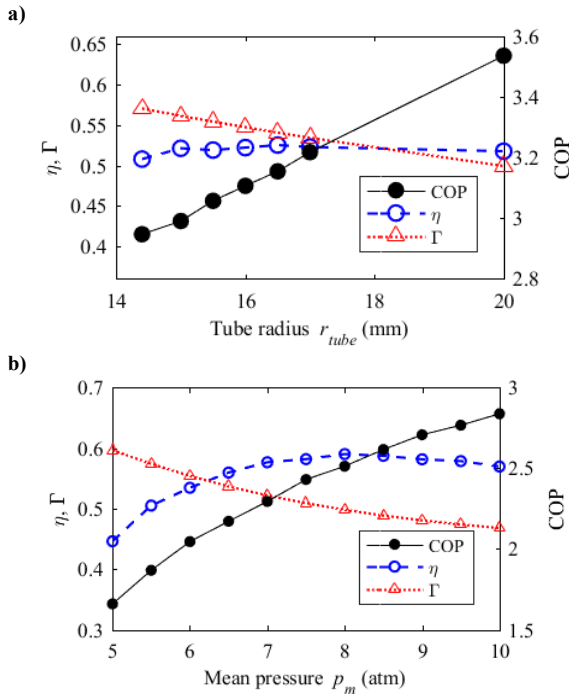 a)
0.65
0.6
0.55
0.5
0.45
0.4
η, Γ
3.6
3.4
3.2
3
2.8
COP
COP
η
Γ
14 16 18 20
Tube radius r_tube (mm)
b)
0.7
0.6
0.5
0.4
0.3
η, Γ
3
2.5
2
1.5
COP
COP
η
Γ
5 6 7 8 9 10
Mean pressure p_m (atm)